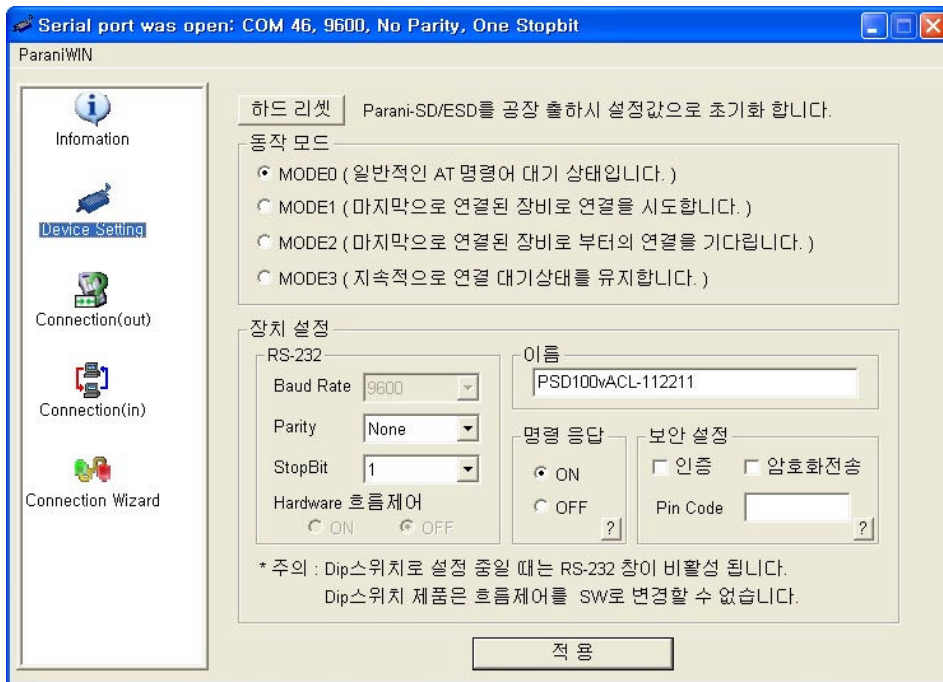 Serial port was open: COM 46, 9600, No Parity, One Stopbit
ParaniWIN
Infomation
Device Setting
Connection(out)
Connection(in)
Connection Wizard
하드 리셋 Parani-SD/ESD를 공장 출하시 설정값으로 초기화 합니다.
동작 모드
MODE0 ( 일반적인 AT 명령어 대기 상태입니다. )
MODE1 ( 마지막으로 연결된 장비로 연결을 시도합니다. )
MODE2 ( 마지막으로 연결된 장비로 부터의 연결을 기다립니다. )
MODE3 ( 지속적으로 연결 대기상태를 유지합니다. )
장치 설정
RS-232
Baud Rate 9600
Parity None
StopBit 1
Hardware 흐름제어
ON OFF
이름
PSD100vACL-112211
명령 응답
ON
OFF
?
보안 설정
인증 암호화전송
Pin Code
?
* 주의 : Dip스위치로 설정 중일 때는 RS-232 창이 비활성 됩니다.
Dip스위치 제품은 흐름제어를 SW로 변경할 수 없습니다.
적 용